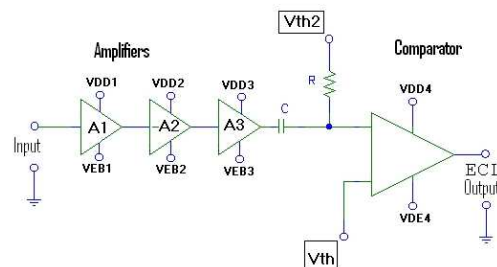 Vth2
Amplifiers
Comparator
VDD1
VDD2
VDD3
R
VDD4
C
A1
A2
A3
Input
VEB1
VEB2
VEB3
ECL
Output
VDE4
Vth